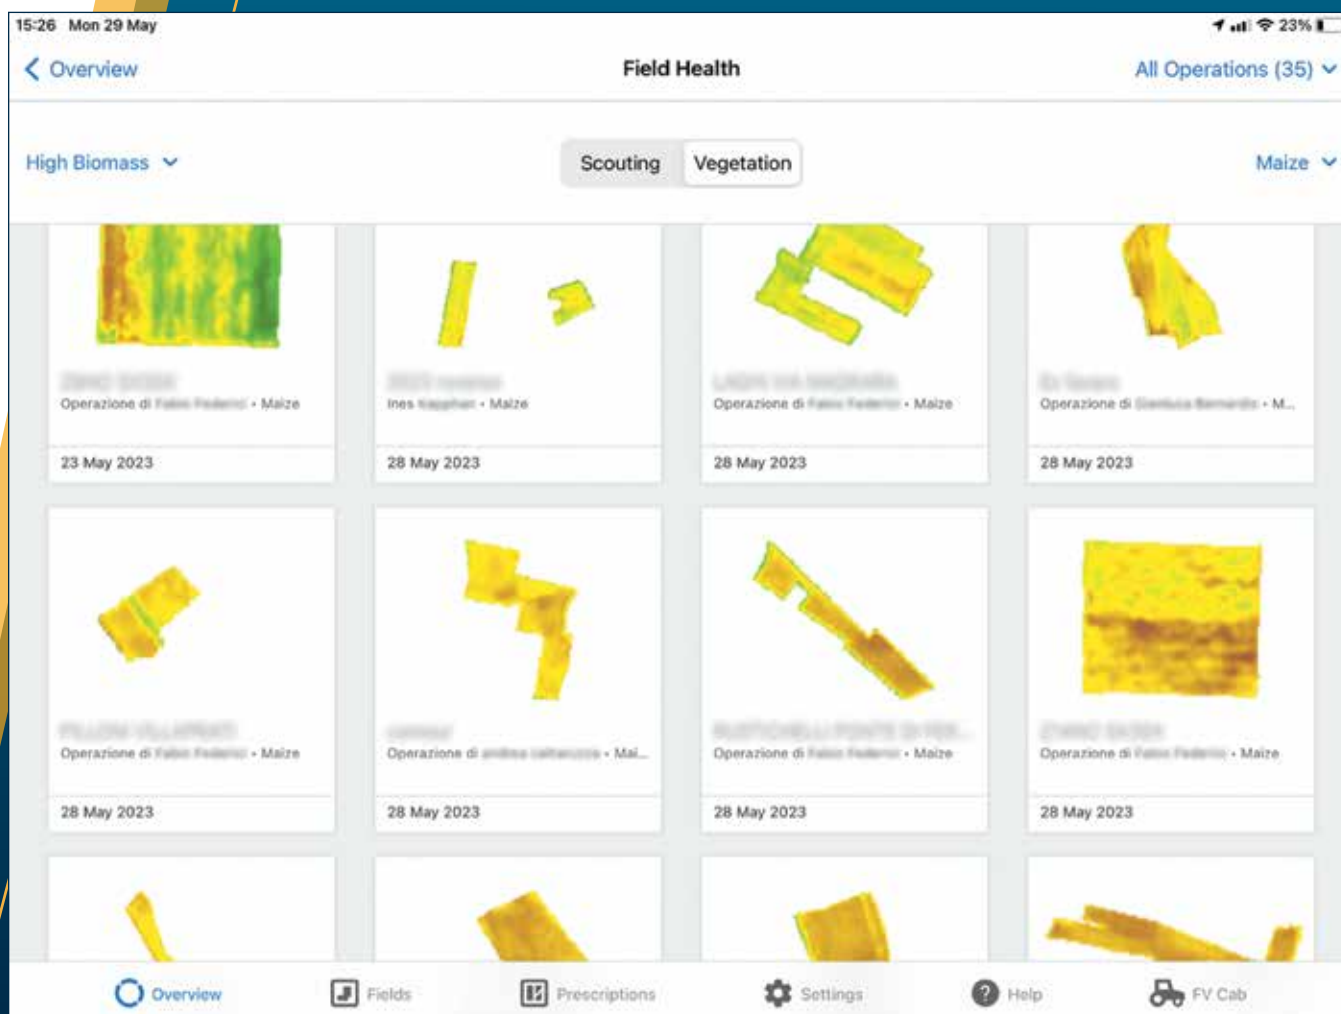 15:26 Mon 29 May
23%
Overview
Field Health
All Operations (35)
High Biomass
Scouting
Vegetation
Maize
Operazione di • Maize
Ines • Maize
Operazione di • Maize
Operazione di • M...
23 May 2023
28 May 2023
28 May 2023
28 May 2023
Operazione di • Maize
Operazione di • Mai...
Operazione di • Maize
Operazione di • Maize
28 May 2023
28 May 2023
28 May 2023
28 May 2023
Overview
Fields
Prescriptions
Settings
Help
FV Cab